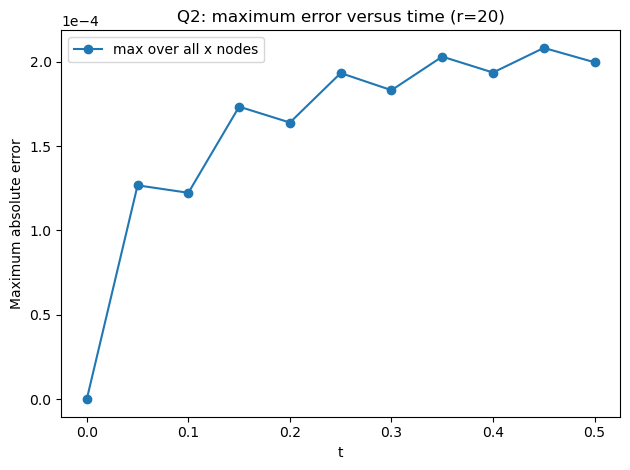 Q2: maximum error versus time (r=20)
1e−4
max over all x nodes
2.0
1.5
1.0
0.5
0.0
Maximum absolute error
0.0 0.1 0.2 0.3 0.4 0.5
t